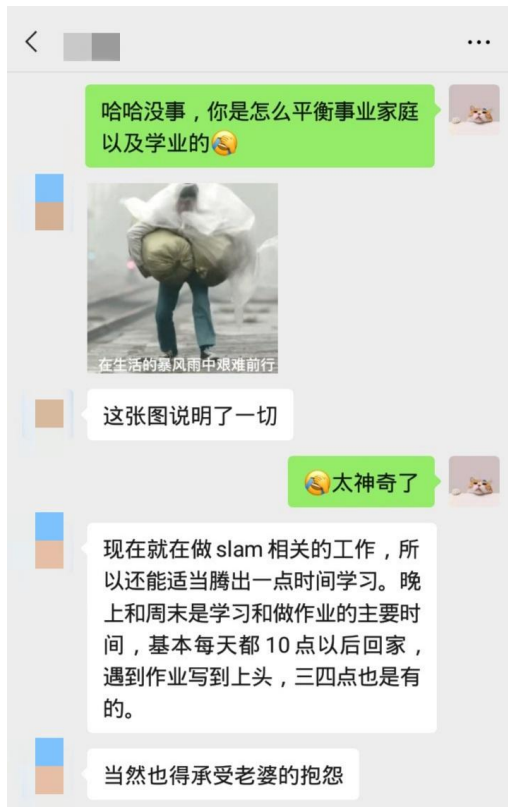 哈哈没事，你是怎么平衡事业家庭
以及学业的
在生活的暴风雨中艰难前行
这张图说明了一切
太神奇了
现在就在做slam相关的工作，所
以还能适当腾出一点时间学习。晚
上和周末是学习和做作业的主要时
间，基本每天都10点以后回家，
遇到作业写到上头，三四点也是有
的。
当然也得承受老婆的抱怨